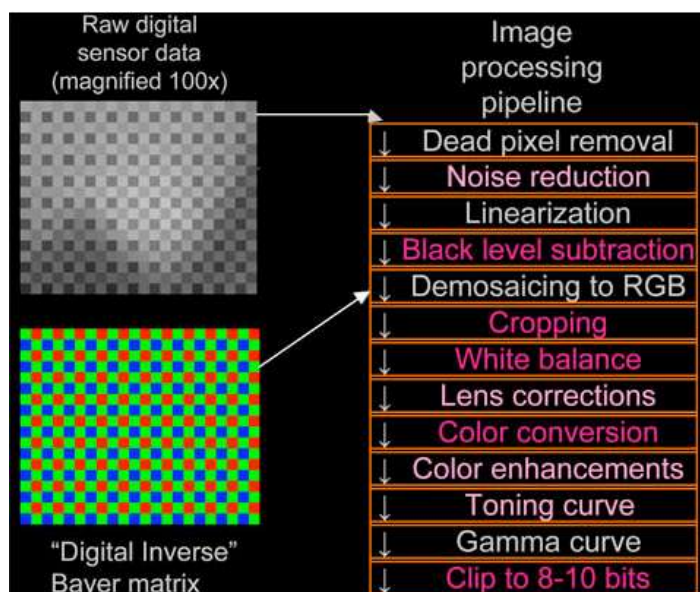 Raw digital
sensor data
(magnified 100x)
Image
processing
pipeline
↓ Dead pixel removal
↓ Noise reduction
↓ Linearization
↓ Black level subtraction
↓ Demosaicing to RGB
↓ Cropping
↓ White balance
↓ Lens corrections
↓ Color conversion
↓ Color enhancements
↓ Toning curve
↓ Gamma curve
↓ Clip to 8-10 bits
“Digital Inverse”
Bayer matrix